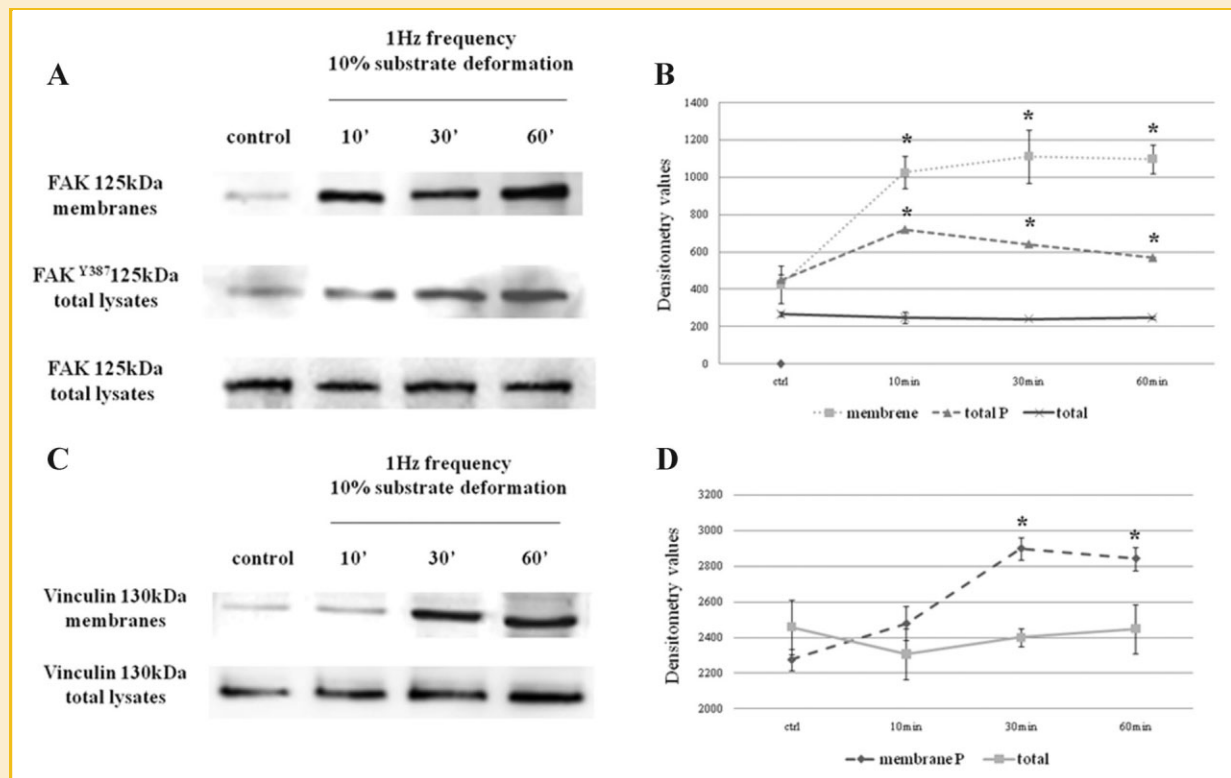 A
1Hz frequency
10% substrate deformation
control 10’ 30’ 60’
FAK 125kDa
membranes
FAK Y387 125kDa
total lysates
FAK 125kDa
total lysates
B
Densitometry values
1400
1200
1000
800
600
400
200
0
* * *
* * *
ctrl 10min 30min 60min
membrene total P total
C
1Hz frequency
10% substrate deformation
control 10’ 30’ 60’
Vinculin 130kDa
membranes
Vinculin 130kDa
total lysates
D
Densitometry values
3200
3000
2800
2600
2400
2200
2000
* *
ctrl 10min 30min 60min
membrane P total